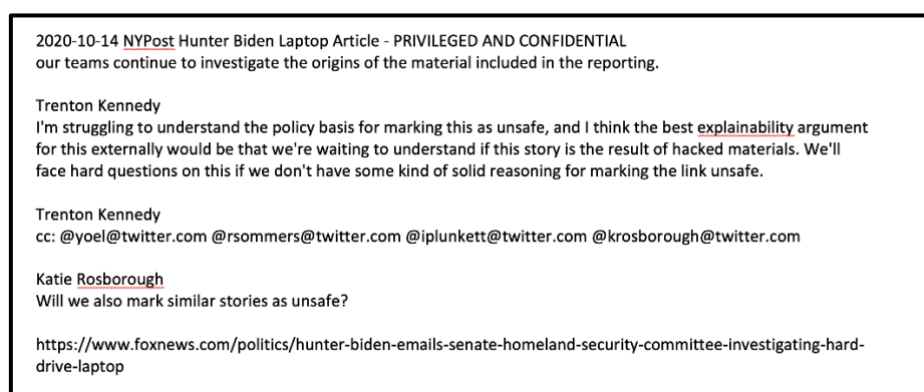 2020-10-14 NYPost Hunter Biden Laptop Article - PRIVILEGED AND CONFIDENTIAL
our teams continue to investigate the origins of the material included in the reporting.
Trenton Kennedy
I'm struggling to understand the policy basis for marking this as unsafe, and I think the best explainability argument
for this externally would be that we're waiting to understand if this story is the result of hacked materials. We'll
face hard questions on this if we don't have some kind of solid reasoning for marking the link unsafe.
Trenton Kennedy
cc: @yoel@twitter.com @rsommers@twitter.com @iplunkett@twitter.com @krosborough@twitter.com
Katie Rosborough
Will we also mark similar stories as unsafe?
https://www.foxnews.com/politics/hunter-biden-emails-senate-homeland-security-committee-investigating-hard-
drive-laptop